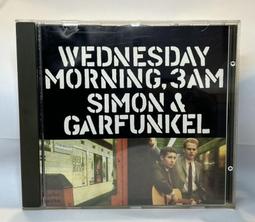 WEDNESDAY
MORNING, 3AM
SIMON &
GARFUNKEL